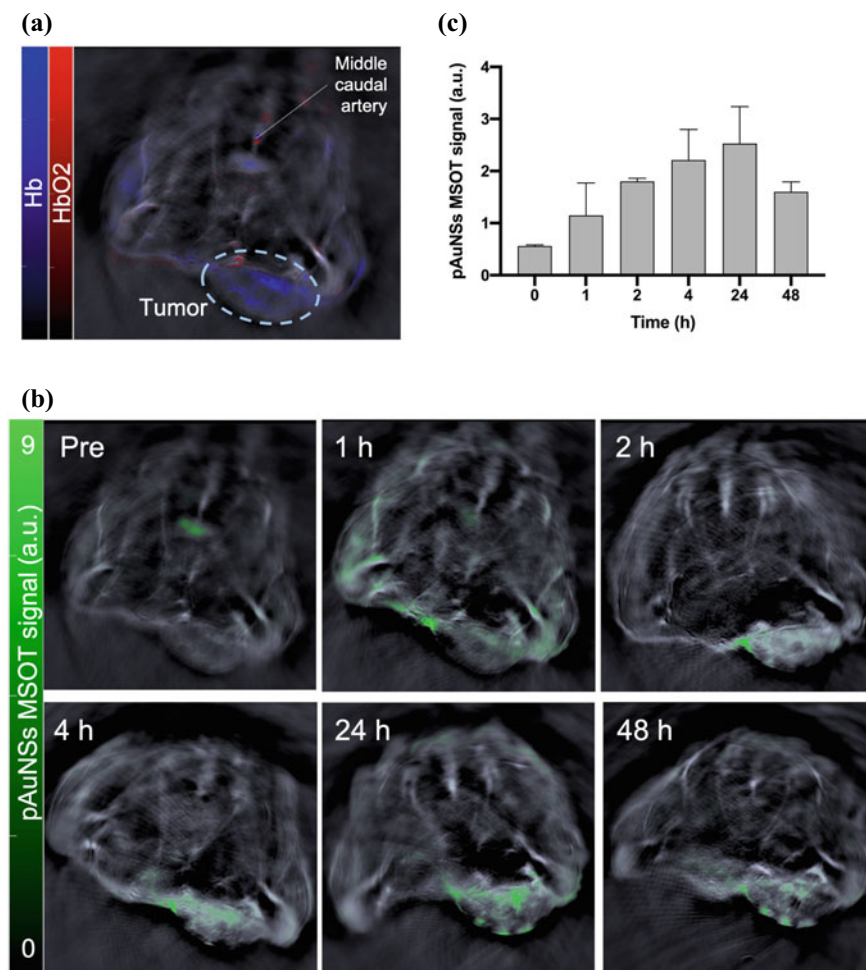 (a)
Hb
HbO2
Middle
caudal
artery
Tumor
(c)
pAuNSs MSOT signal (a.u.)
4
3
2
1
0
0 1 2 4 24 48
Time (h)
(b)
9
pAuNSs MSOT signal (a.u.)
0
Pre
1 h
2 h
4 h
24 h
48 h